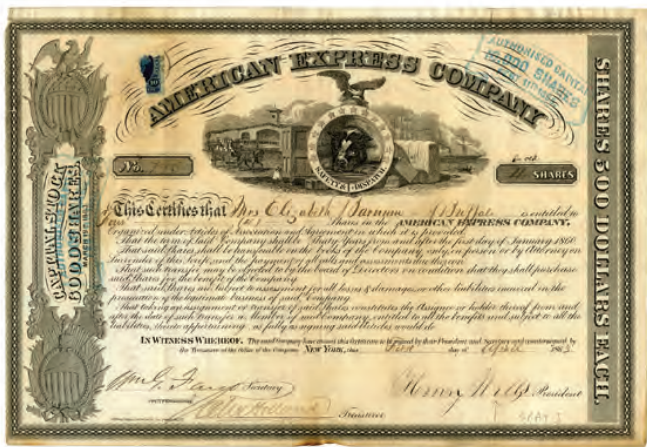 AMERICAN EXPRESS COMPANY
AUTHORISED CAPITAL
SHARES
SAFETY & DESPATCH
No.
SHARES
This Certifies that Mrs Elizabeth Barnum of Buffalo is entitled to
Shares in the AMERICAN EXPRESS COMPANY,
Organized under Articles of Association and Agreement in which it is provided
That the term of said Company shall be Thirty Years from and after the first day of January 1860.
That said Shares shall be transferable on the books of the Company only, in person or by Attorney on
Surrender of this Scrip, and the payment of all calls and assessments due thereon
That such transfer may be objected to by the board of Directors on condition that they shall purchase
said Shares for the benefit of the Company
That said Shares are subject to assessment for all losses & damages, or other liabilities incurred in the
prosecution of the legitimate business of said Company.
That during an assignment or transfer of said Shares constitutes the Assignee or holder thereof from and
after the date of such transfer a Member of said Company, entitled to all the benefits and subject to all the
liabilities, thereto appertaining, as fully as signing said Articles would do
IN WITNESS WHEREOF, The said Company have caused this Certificate to be signed by their President and Secretary and countersigned by
the Treasurer at the Office of the Company NEW YORK, this First day of April 1863
Wm G. Fargo Secretary
Henry Wells President
Alex Holland Treasurer
CAPITAL STOCK
SHARES
SHARES 500 DOLLARS EACH.